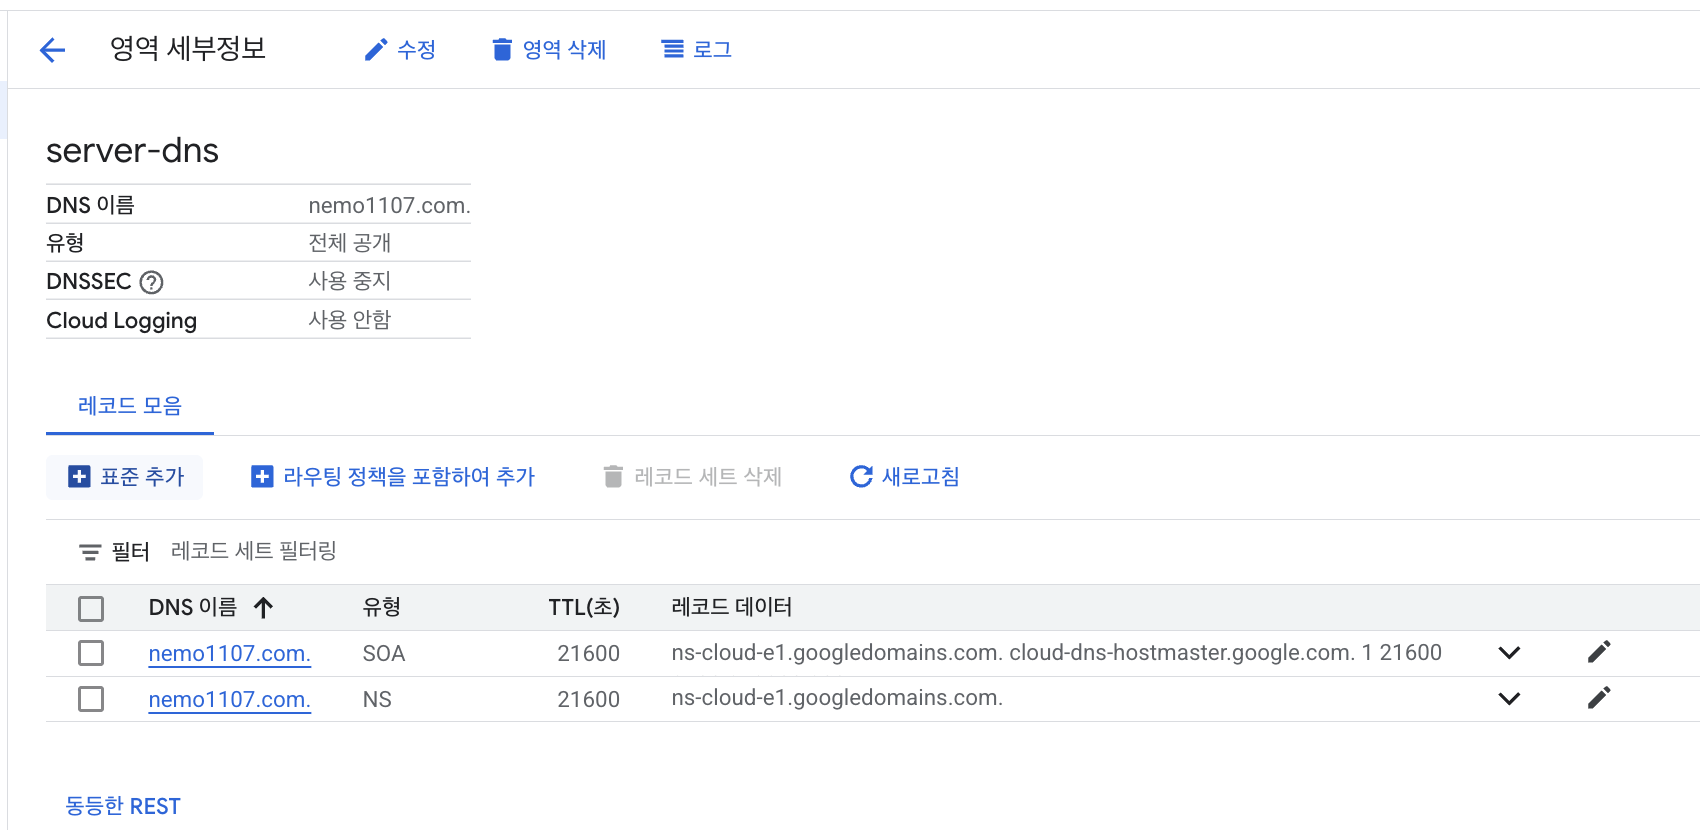 영역 세부정보 수정 영역 삭제 로그
server-dns
DNS 이름 nemo1107.com.
유형 전체 공개
DNSSEC 사용 중지
Cloud Logging 사용 안함
레코드 모음
표준 추가 라우팅 정책을 포함하여 추가 레코드 세트 삭제 새로고침
필터 레코드 세트 필터링
DNS 이름 유형 TTL(초) 레코드 데이터
nemo1107.com. SOA 21600 ns-cloud-e1.googledomains.com. cloud-dns-hostmaster.google.com. 1 21600
nemo1107.com. NS 21600 ns-cloud-e1.googledomains.com.
동등한 REST